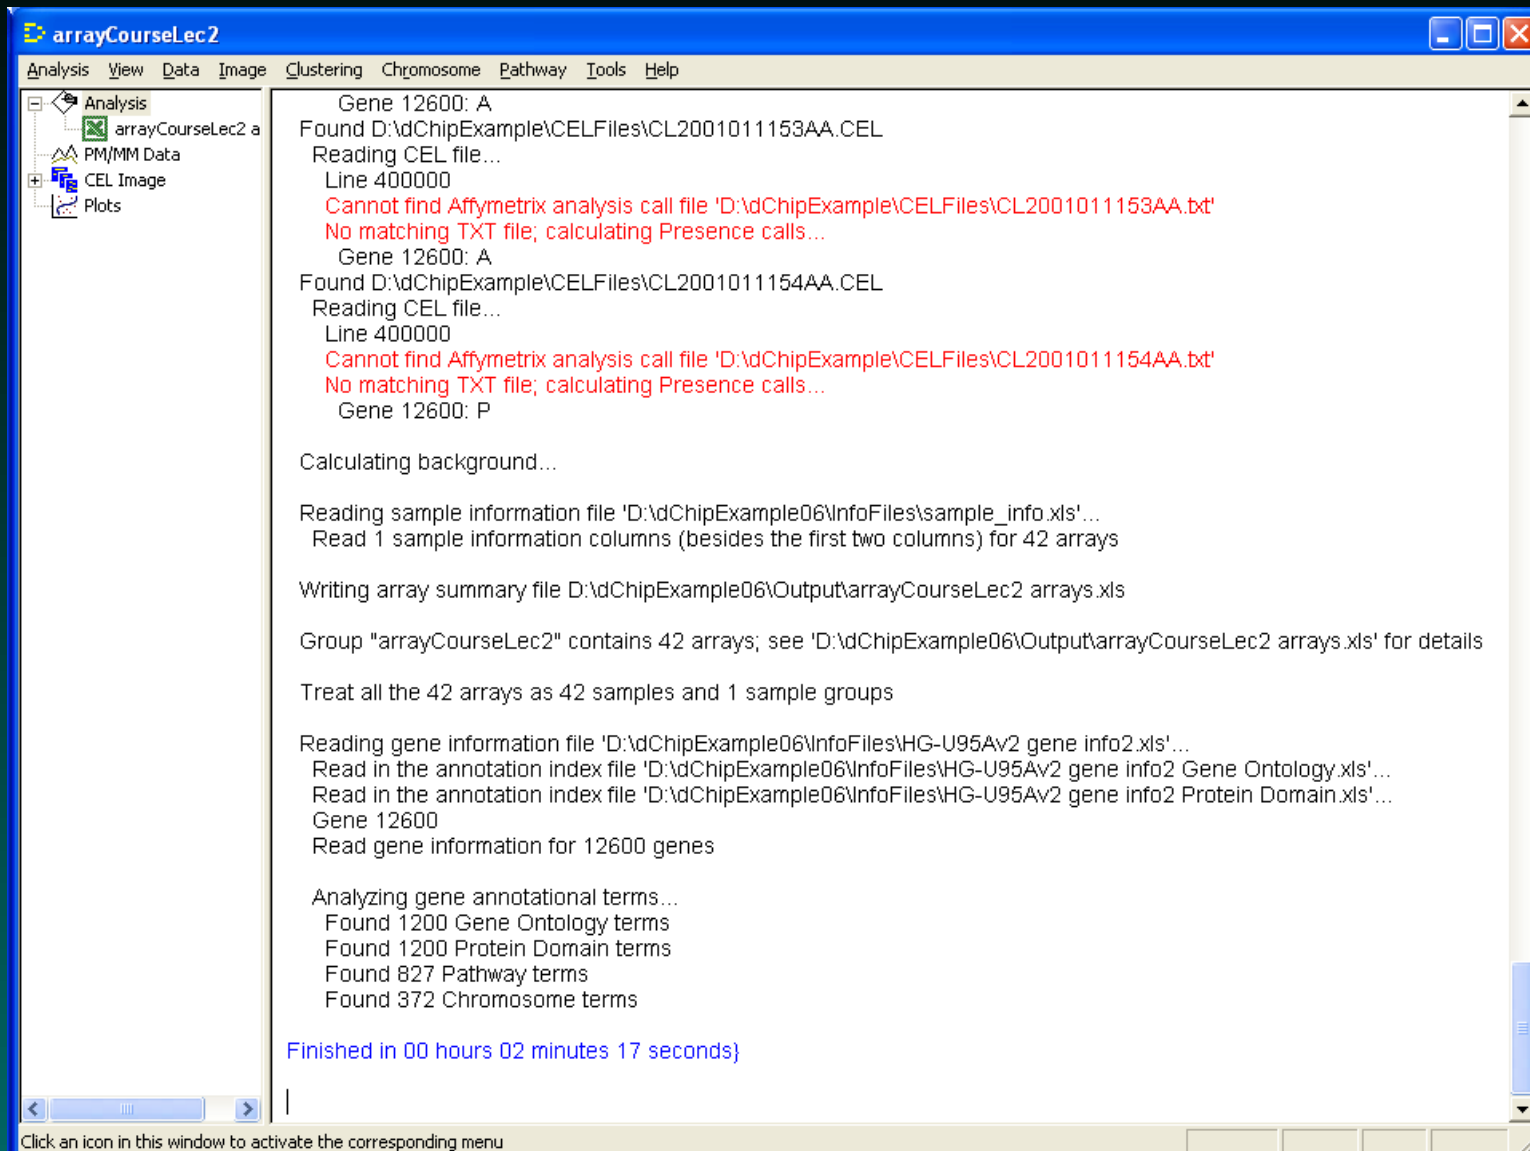 arrayCourseLec2
Analysis View Data Image Clustering Chromosome Pathway Tools Help
Analysis
arrayCourseLec2 a
PM/MM Data
CEL Image
Plots
Gene 12600: A
Found D:\dChipExample\CELFiles\CL2001011153AA.CEL
Reading CEL file...
Line 400000
Cannot find Affymetrix analysis call file 'D:\dChipExample\CELFiles\CL2001011153AA.txt'
No matching TXT file; calculating Presence calls...
Gene 12600: A
Found D:\dChipExample\CELFiles\CL2001011154AA.CEL
Reading CEL file...
Line 400000
Cannot find Affymetrix analysis call file 'D:\dChipExample\CELFiles\CL2001011154AA.txt'
No matching TXT file; calculating Presence calls...
Gene 12600: P
Calculating background...
Reading sample information file 'D:\dChipExample06\InfoFiles\sample_info.xls'...
Read 1 sample information columns (besides the first two columns) for 42 arrays
Writing array summary file D:\dChipExample06\Output\arrayCourseLec2 arrays.xls
Group "arrayCourseLec2" contains 42 arrays; see 'D:\dChipExample06\Output\arrayCourseLec2 arrays.xls' for details
Treat all the 42 arrays as 42 samples and 1 sample groups
Reading gene information file 'D:\dChipExample06\InfoFiles\HG-U95Av2 gene info2.xls'...
Read in the annotation index file 'D:\dChipExample06\InfoFiles\HG-U95Av2 gene info2 Gene Ontology.xls'...
Read in the annotation index file 'D:\dChipExample06\InfoFiles\HG-U95Av2 gene info2 Protein Domain.xls'...
Gene 12600
Read gene information for 12600 genes
Analyzing gene annotational terms...
Found 1200 Gene Ontology terms
Found 1200 Protein Domain terms
Found 827 Pathway terms
Found 372 Chromosome terms
Finished in 00 hours 02 minutes 17 seconds}
Click an icon in this window to activate the corresponding menu